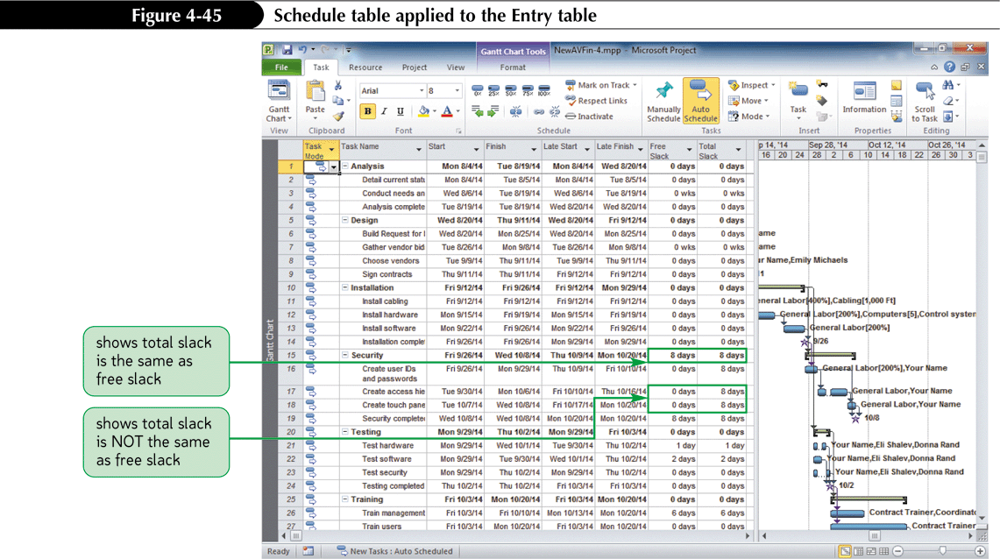 Figure 4-45 Schedule table applied to the Entry table
Gantt Chart Tools NewAVFin-4.mpp - Microsoft Project
File Task Resource Project View Format
Gantt Chart
View
Paste
Clipboard
Arial 8
B I U A
Font
0% 25% 50% 75% 100%
Mark on Track
Respect Links
Inactivate
Schedule
Manually Schedule
Auto Schedule
Inspect
Move
Mode
Tasks
Task
Insert
Information
Properties
Scroll to Task
Editing
Task Mode Task Name Start Finish Late Start Late Finish Free Slack Total Slack
p 14, '14 Sep 28, '14 Oct 12, '14 Oct 26, '14
16 20 24 28 2 6 10 14 18 22 26 30 3
1 Analysis Mon 8/4/14 Tue 8/19/14 Mon 8/4/14 Wed 8/20/14 0 days 0 days
2 Detail current statu Mon 8/4/14 Tue 8/5/14 Mon 8/4/14 Tue 8/5/14 0 days 0 days
3 Conduct needs an Wed 8/6/14 Tue 8/19/14 Wed 8/6/14 Tue 8/19/14 0 wks 0 wks
4 Analysis complete Tue 8/19/14 Tue 8/19/14 Wed 8/20/14 Wed 8/20/14 0 days 0 days
5 Design Wed 8/20/14 Thu 9/11/14 Wed 8/20/14 Fri 9/12/14 0 days 0 days
6 Build Request for I Wed 8/20/14 Mon 8/25/14 Wed 8/20/14 Mon 8/25/14 0 days 0 days
7 Gather vendor bid Tue 8/26/14 Mon 9/8/14 Tue 8/26/14 Mon 9/8/14 0 wks 0 wks
8 Choose vendors Tue 9/9/14 Thu 9/11/14 Tue 9/9/14 Thu 9/11/14 0 days 0 days
9 Sign contracts Thu 9/11/14 Thu 9/11/14 Fri 9/12/14 Fri 9/12/14 0 days 0 days
10 Installation Fri 9/12/14 Fri 9/26/14 Fri 9/12/14 Mon 9/29/14 0 days 0 days
11 Install cabling Fri 9/12/14 Fri 9/12/14 Fri 9/12/14 Fri 9/12/14 0 days 0 days
12 Install hardware Mon 9/15/14 Fri 9/19/14 Mon 9/15/14 Fri 9/19/14 0 days 0 days
13 Install software Mon 9/22/14 Fri 9/26/14 Mon 9/22/14 Fri 9/26/14 0 days 0 days
14 Installation comple Fri 9/26/14 Fri 9/26/14 Mon 9/29/14 Mon 9/29/14 0 days 0 days
15 Security Fri 9/26/14 Wed 10/8/14 Thu 10/9/14 Mon 10/20/14 8 days 8 days
16 Create user IDs and passwords Fri 9/26/14 Mon 9/29/14 Thu 10/9/14 Fri 10/10/14 0 days 8 days
17 Create access hie Tue 9/30/14 Mon 10/6/14 Fri 10/10/14 Thu 10/16/14 0 days 8 days
18 Create touch pane Tue 10/7/14 Wed 10/8/14 Fri 10/17/14 Mon 10/20/14 0 days 8 days
19 Security complete Wed 10/8/14 Wed 10/8/14 Mon 10/20/14 Mon 10/20/14 8 days 8 days
20 Testing Mon 9/29/14 Thu 10/2/14 Mon 9/29/14 Fri 10/3/14 0 days 0 days
21 Test hardware Mon 9/29/14 Wed 10/1/14 Tue 9/30/14 Thu 10/2/14 1 day 1 day
22 Test software Mon 9/29/14 Tue 9/30/14 Wed 10/1/14 Thu 10/2/14 2 days 2 days
23 Test security Mon 9/29/14 Thu 10/2/14 Mon 9/29/14 Thu 10/2/14 0 days 0 days
24 Testing completed Thu 10/2/14 Thu 10/2/14 Fri 10/3/14 Fri 10/3/14 0 days 0 days
25 Training Fri 10/3/14 Mon 10/20/14 Fri 10/3/14 Mon 10/20/14 0 days 0 days
26 Train management Fri 10/3/14 Fri 10/10/14 Mon 10/13/14 Mon 10/20/14 6 days 6 days
27 Train users Fri 10/3/14 Mon 10/20/14 Fri 10/3/14 Mon 10/20/14 0 days 0 days
ame
ame
ur Name,Emily Michaels
11
eneral Labor[400%],Cabling[1,000 Ft]
General Labor[200%],Computers[5],Control system
General Labor[200%]
9/26
General Labor[200%],Your Name
General Labor,Your Name
General Labor,Your Name
10/8
Your Name,Eli Shalev,Donna Rand
Your Name,Eli Shalev,Donna Rand
Your Name,Eli Shalev,Donna Rand
10/2
Contract Trainer,Coordinato
Contract Trainer
Gantt Chart
shows total slack
is the same as
free slack
shows total slack
is NOT the same
as free slack
Ready New Tasks : Auto Scheduled